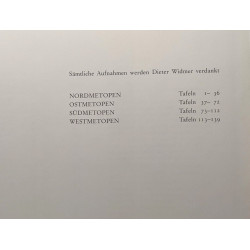 Sämtliche Aufnahmen werden Dieter Widmer verdankt
NORDMETOPEN Tafeln 1– 36
OSTMETOPEN Tafeln 37– 72
SÜDMETOPEN Tafeln 73–112
WESTMETOPEN Tafeln 113–139